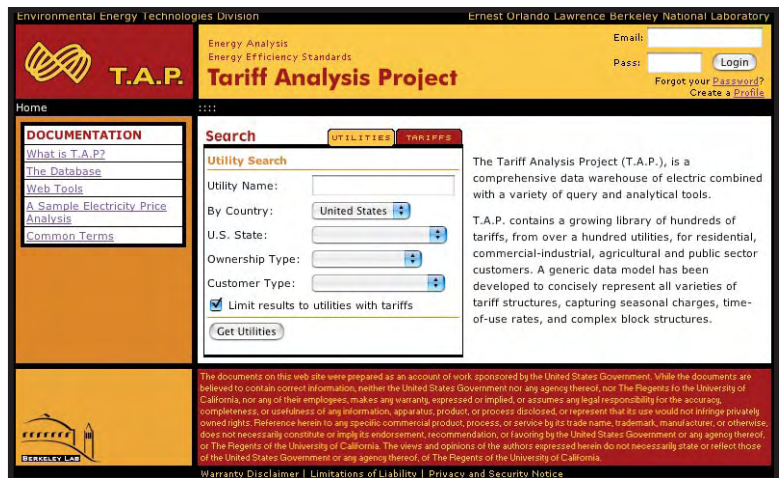 Environmental Energy Technologies Division
Ernest Orlando Lawrence Berkeley National Laboratory
T.A.P.
Energy Analysis
Energy Efficiency Standards
Tariff Analysis Project
Email:
Pass:
Login
Forgot your Password?
Create a Profile
Home
::::
DOCUMENTATION
What is T.A.P?
The Database
Web Tools
A Sample Electricity Price
Analysis
Common Terms
Search
UTILITIES
TARIFFS
Utility Search
Utility Name:
By Country:
United States
U.S. State:
Ownership Type:
Customer Type:
Limit results to utilities with tariffs
Get Utilities
The Tariff Analysis Project (T.A.P.), is a
comprehensive data warehouse of electric combined
with a variety of query and analytical tools.
T.A.P. contains a growing library of hundreds of
tariffs, from over a hundred utilities, for residential,
commercial-industrial, agricultural and public sector
customers. A generic data model has been
developed to concisely represent all varieties of
tariff structures, capturing seasonal charges, time-
of-use rates, and complex block structures.
BERKELEY LAB
The documents on this web site were prepared as an account of work sponsored by the United States Government. While the documents are
believed to contain correct information, neither the United States Government nor any agency thereof, nor The Regents fo the University of
California, nor any of their employees, makes any warranty, expressed or implied, or assumes any legal responsibility for the accuracy,
completeness, or usefulness of any information, apparatus, product, or process disclosed, or represent that its use would not infringe privately
owned rights. Reference herein to any specific commercial product, process, or service by its trade name, trademark, manufacturer, or otherwise,
does not necessarily constitute or imply its endorsement, recommendation, or favoring by the United States Government or any agency thereof,
or The Regents of the University of California. The views and opinions of the authors expressed herein do not necessarily state or reflect those
of the United States Government or any agency thereof, of The Regents of the University of California.
Warranty Disclaimer | Limitations of Liability | Privacy and Security Notice